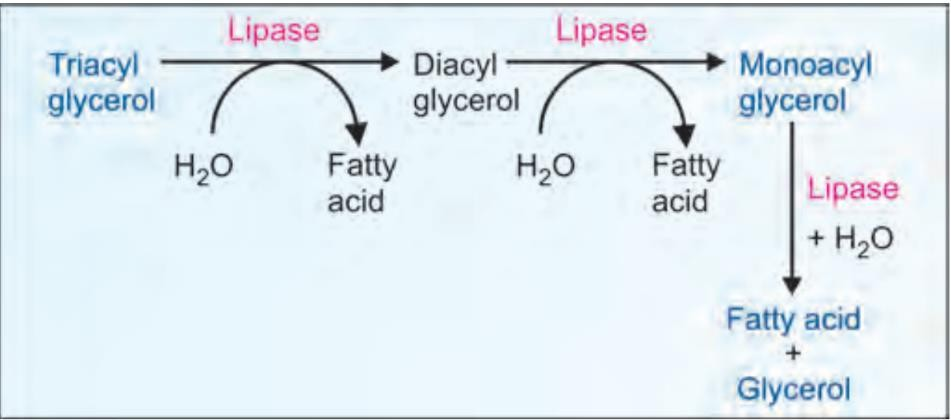 Lipase
Lipase
Triacyl
glycerol
Diacyl
glycerol
Monoacyl
glycerol
H₂O
Fatty
acid
H₂O
Fatty
acid
Lipase
+ H₂O
Fatty acid
+
Glycerol